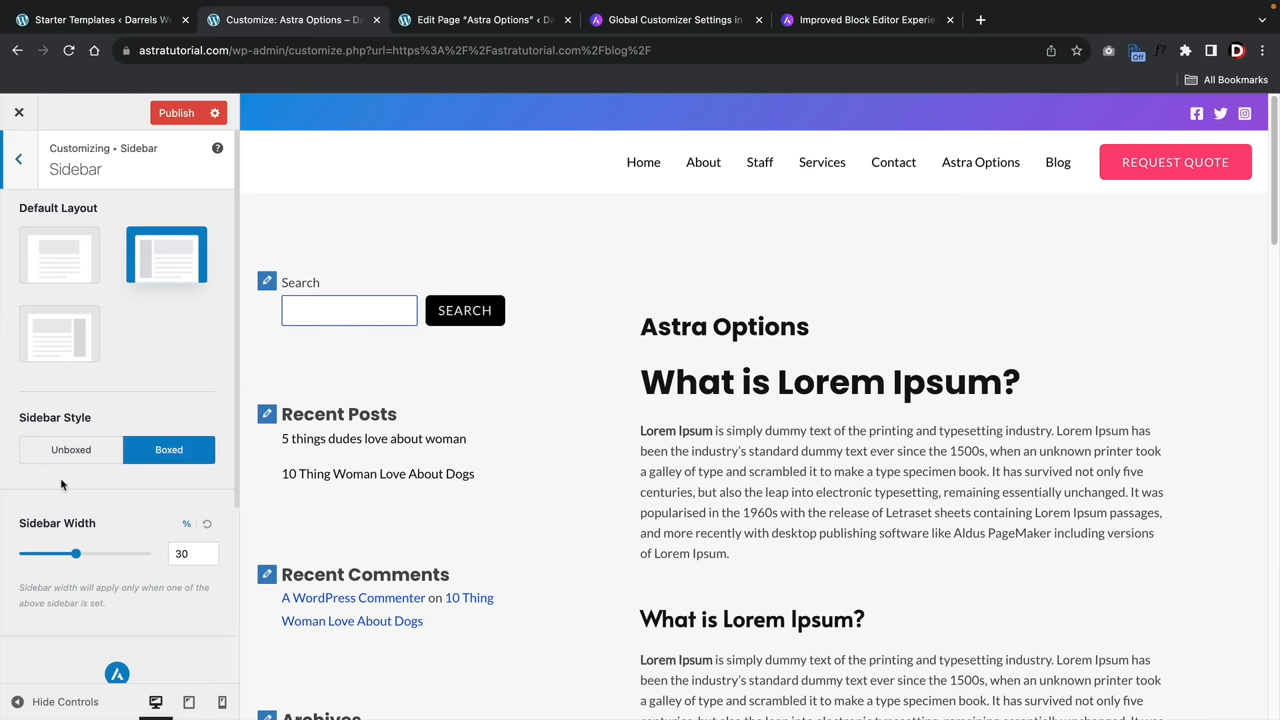 Starter Templates ‹ Darrels We
Customize: Astra Options – Da
Edit Page “Astra Options” ‹ Da
Global Customizer Settings in
Improved Block Editor Experie
astratutorial.com/wp-admin/customize.php?url=https%3A%2F%2Fastratutorial.com%2Fblog%2F
Off
D
All Bookmarks
Publish
Customizing • Sidebar
Sidebar
Default Layout
Sidebar Style
Unboxed
Boxed
Sidebar Width
%
30
Sidebar width will apply only when one of the
above sidebar is set.
Hide Controls
Home
About
Staff
Services
Contact
Astra Options
Blog
REQUEST QUOTE
Search
SEARCH
Recent Posts
5 things dudes love about woman
10 Thing Woman Love About Dogs
Recent Comments
A WordPress Commenter on 10 Thing
Woman Love About Dogs
Archives
Astra Options
What is Lorem Ipsum?
Lorem Ipsum is simply dummy text of the printing and typesetting industry. Lorem Ipsum has
been the industry’s standard dummy text ever since the 1500s, when an unknown printer took
a galley of type and scrambled it to make a type specimen book. It has survived not only five
centuries, but also the leap into electronic typesetting, remaining essentially unchanged. It was
popularised in the 1960s with the release of Letraset sheets containing Lorem Ipsum passages,
and more recently with desktop publishing software like Aldus PageMaker including versions
of Lorem Ipsum.
What is Lorem Ipsum?
Lorem Ipsum is simply dummy text of the printing and typesetting industry. Lorem Ipsum has
been the industry’s standard dummy text ever since the 1500s, when an unknown printer took
a galley of type and scrambled it to make a type specimen book. It has survived not only five